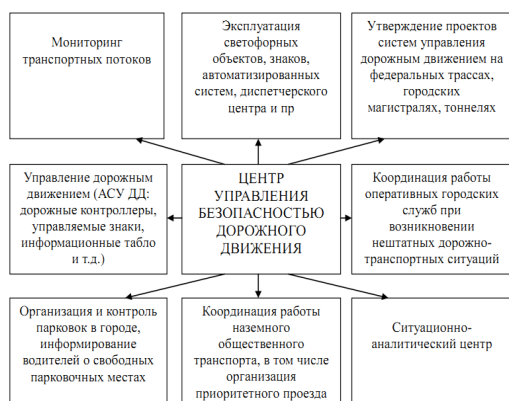 Мониторинг
транспортных потоков
Эксплуатация
светофорных
объектов, знаков,
автоматизированных
систем, диспетчерского
центра и пр
Утверждение проектов
систем управления
дорожным движением на
федеральных трассах,
городских
магистралях, тоннелях
Управление дорожным
движением (АСУ ДД:
дорожные контроллеры,
управляемые знаки,
информационные табло
и т.д.)
ЦЕНТР
УПРАВЛЕНИЯ
БЕЗОПАСНОСТЬЮ
ДОРОЖНОГО
ДВИЖЕНИЯ
Координация работы
оперативных городских
служб при
возникновении
нештатных дорожно-
транспортных ситуаций
Организация и контроль
парковок в городе,
информирование
водителей о свободных
парковочных местах
Координация работы
наземного
общественного
транспорта, в том числе
организация
приоритетного проезда
Ситуационно-
аналитический центр